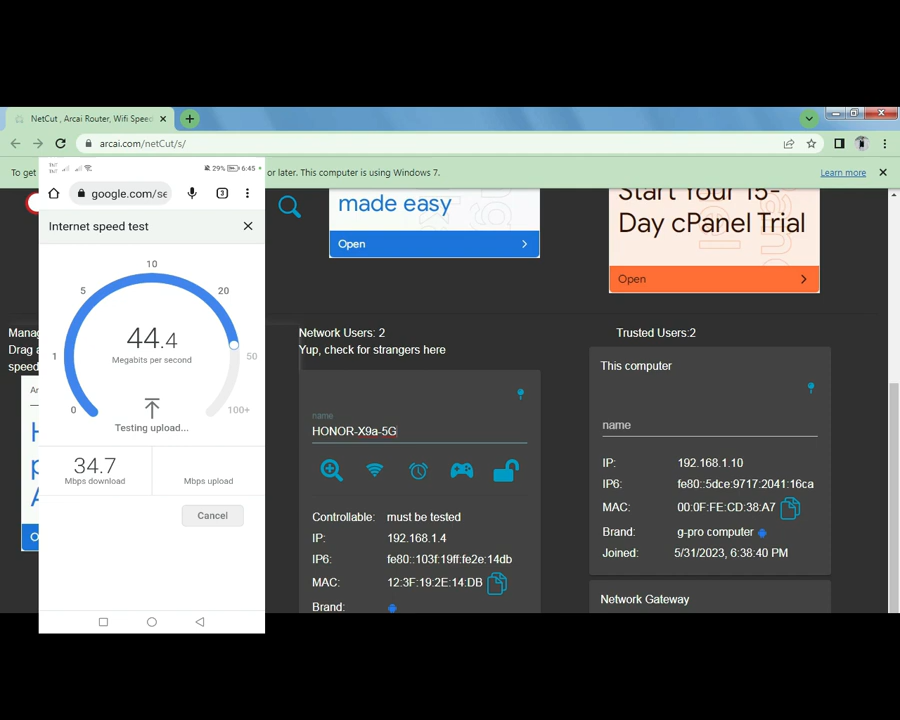 NetCut , Arcai Router, Wifi Speed
arcai.com/netCut/s/
To get
or later. This computer is using Windows 7.
Learn more
29%
6:45
google.com/se
3
Internet speed test
0
1
5
10
20
50
100+
44.4
Megabits per second
Testing upload...
34.7
Mbps download
Mbps upload
Cancel
made easy
Open
Start Your 15-
Day cPanel Trial
Open
Network Users: 2
Yup, check for strangers here
name
HONOR-X9a-5G
Controllable: must be tested
IP: 192.168.1.4
IP6: fe80::103f:19ff:fe2e:14db
MAC: 12:3F:19:2E:14:DB
Brand:
Trusted Users:2
This computer
name
IP: 192.168.1.10
IP6: fe80::5dce:9717:2041:16ca
MAC: 00:0F:FE:CD:38:A7
Brand: g-pro computer
Joined: 5/31/2023, 6:38:40 PM
Network Gateway